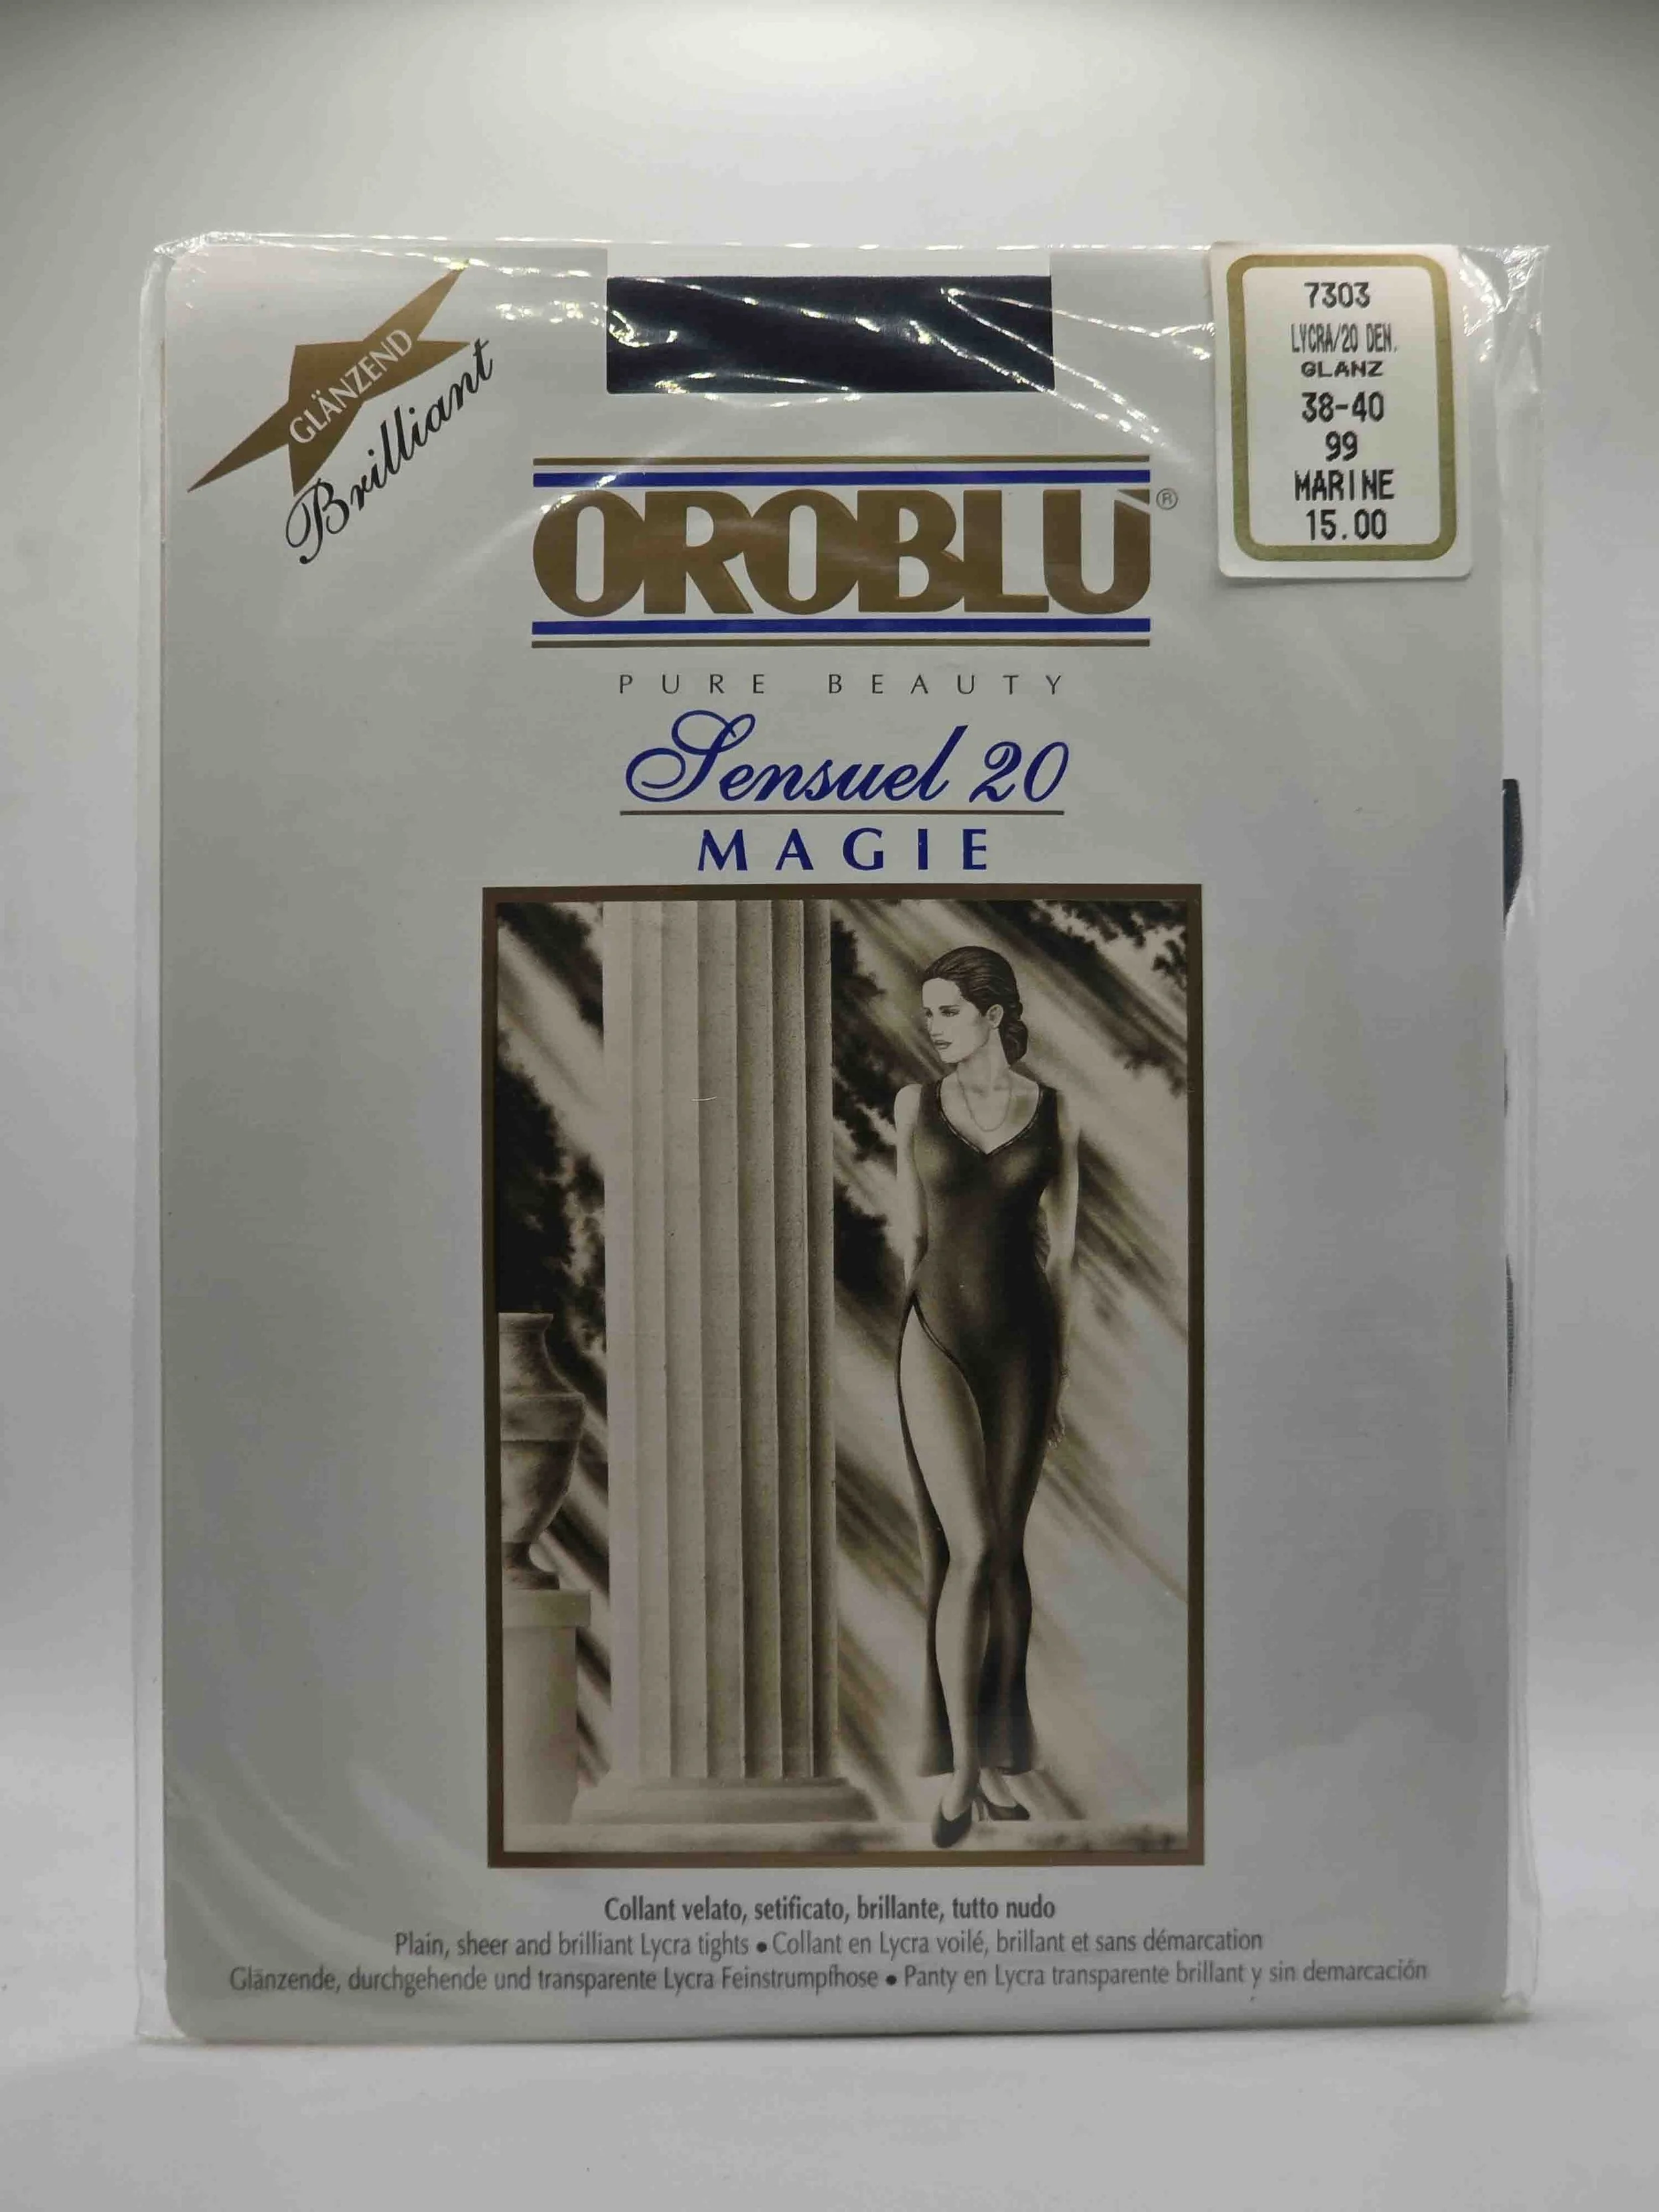 GLÄNZEND
Brilliant
7303
LYCRA/20 DEN.
GLANZ
38-40
99
MARINE
15.00
OROBLÙ®
PURE BEAUTY
Sensuel 20
MAGIE
Collant velato, setificato, brillante, tutto nudo
Plain, sheer and brilliant Lycra tights • Collant en Lycra voilé, brillant et sans démarcation
Glänzende, durchgehende und transparente Lycra Feinstrumpfhose • Panty en Lycra transparente brillant y sin demarcación